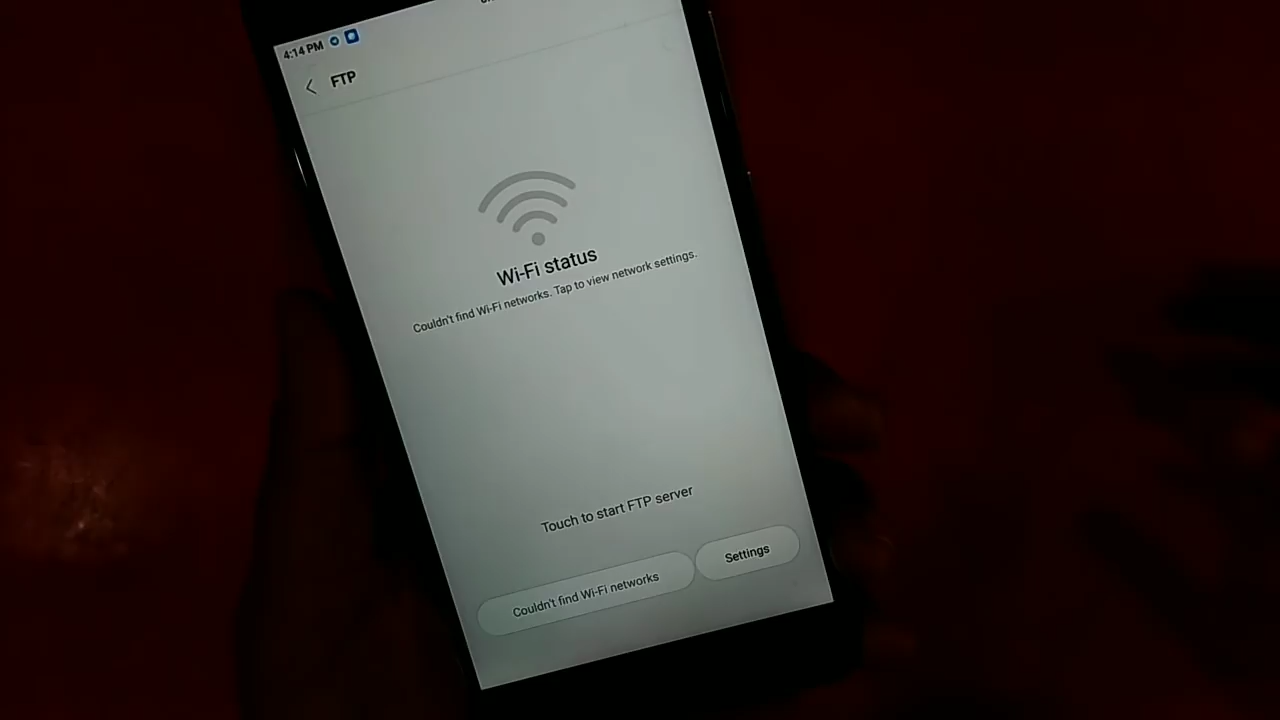 4:14 PM
FTP
Wi-Fi status
Couldn't find Wi-Fi networks. Tap to view network settings.
Touch to start FTP server
Couldn't find Wi-Fi networks
Settings